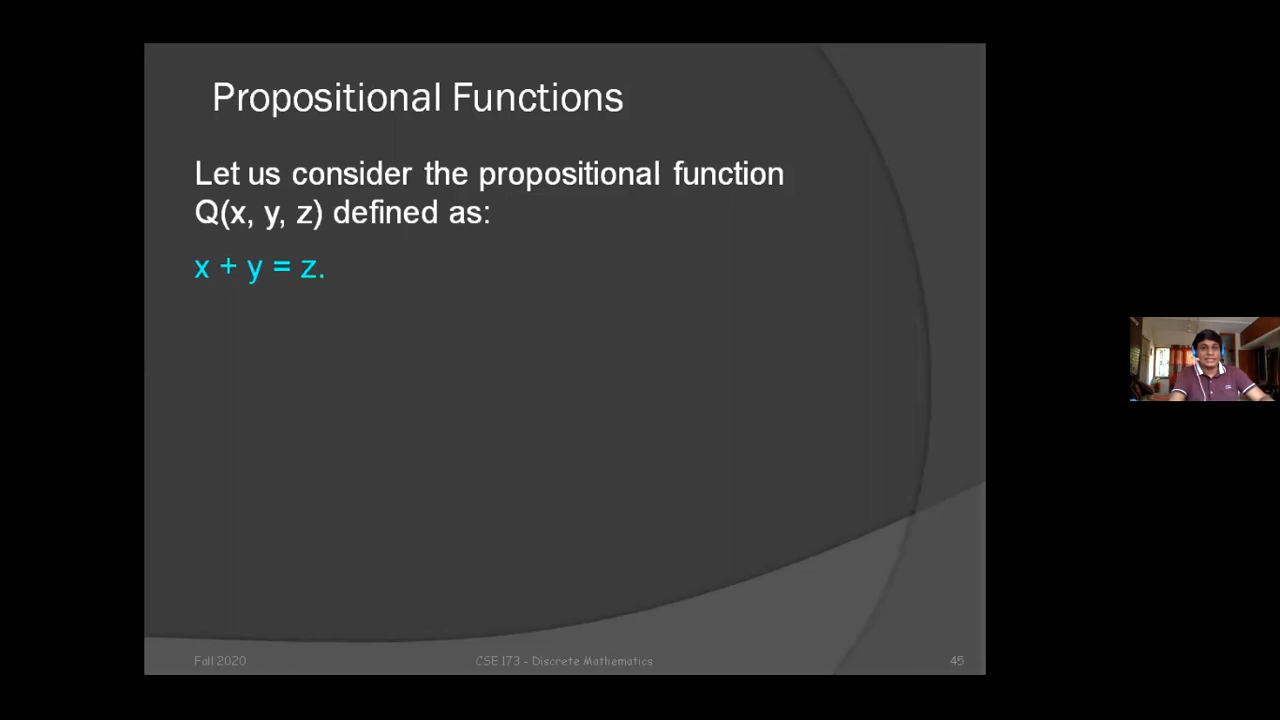 Propositional Functions
Let us consider the propositional function
Q(x, y, z) defined as:
x + y = z.
Fall 2020
CSE 173 - Discrete Mathematics
45